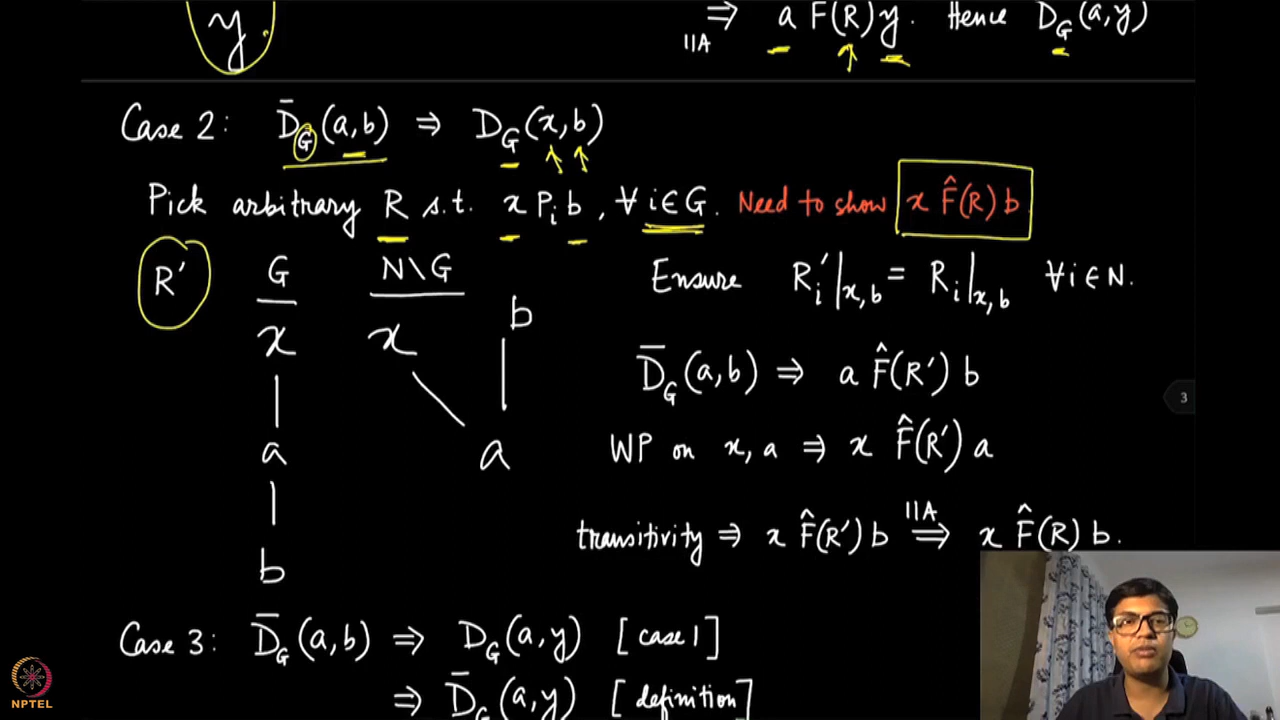 y.
⇒ a F(R) y. Hence D_G(a,y)
IIA
Case 2: D̄_G(a,b) ⇒ D_G(x,b)
Pick arbitrary R s.t. x P_i b, ∀ i∈G. Need to show x F̂(R) b
R' G N\G Ensure R_i'|_{x,b} = R_i|_{x,b} ∀i∈N.
x x b
D̄_G(a,b) ⇒ a F̂(R') b
a a WP on x, a ⇒ x F̂(R') a
transitivity ⇒ x F̂(R') b IIA ⇒ x F̂(R) b.
b
Case 3: D̄_G(a,b) ⇒ D_G(a,y) [case 1]
⇒ D̄_G(a,y) [definition]
3
NPTEL